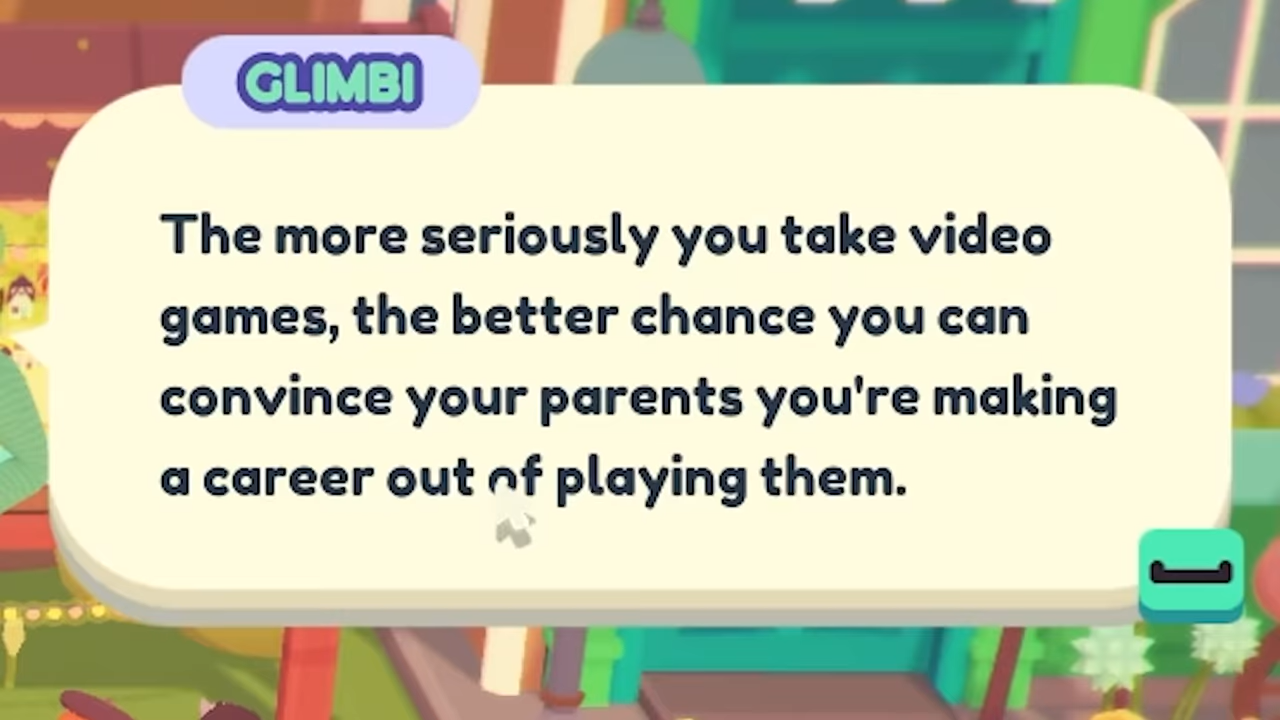 GLIMBI
The more seriously you take video
games, the better chance you can
convince your parents you're making
a career out of playing them.